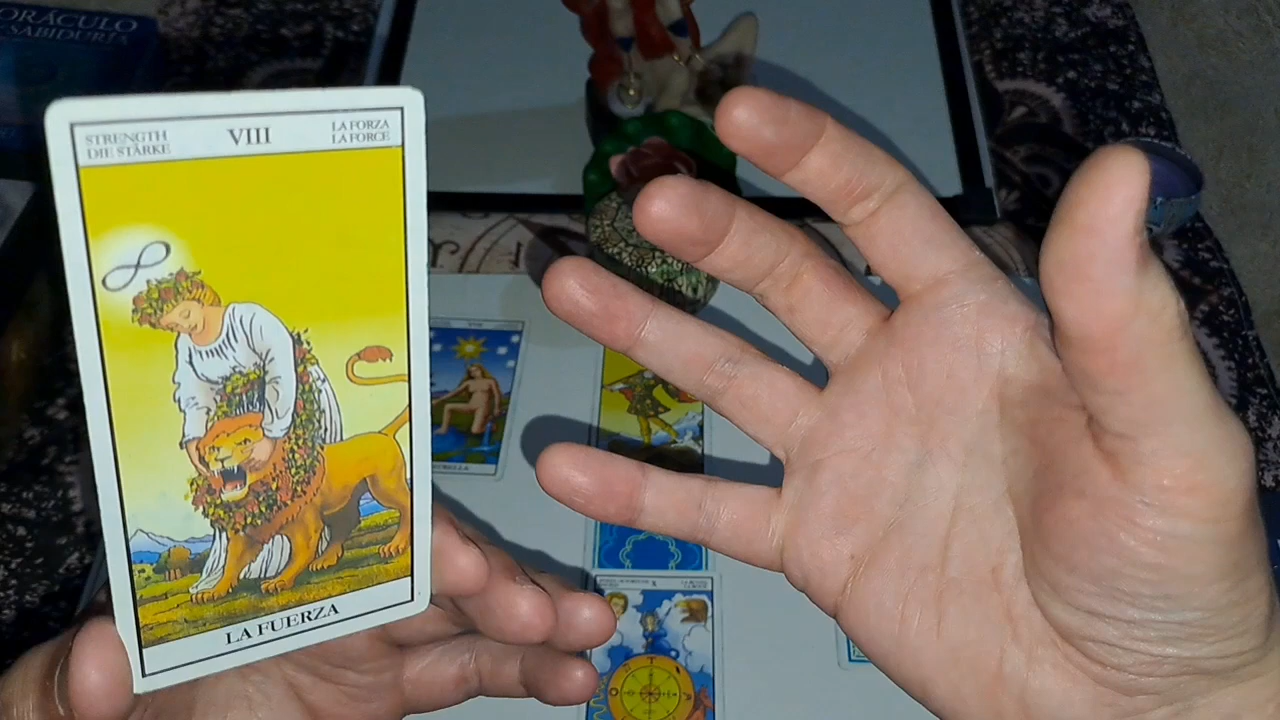 ORÁCULO
SABIDURÍA
STRENGTH
DIE STÄRKE
VIII
LA FORZA
LA FORCE
LA FUERZA
X